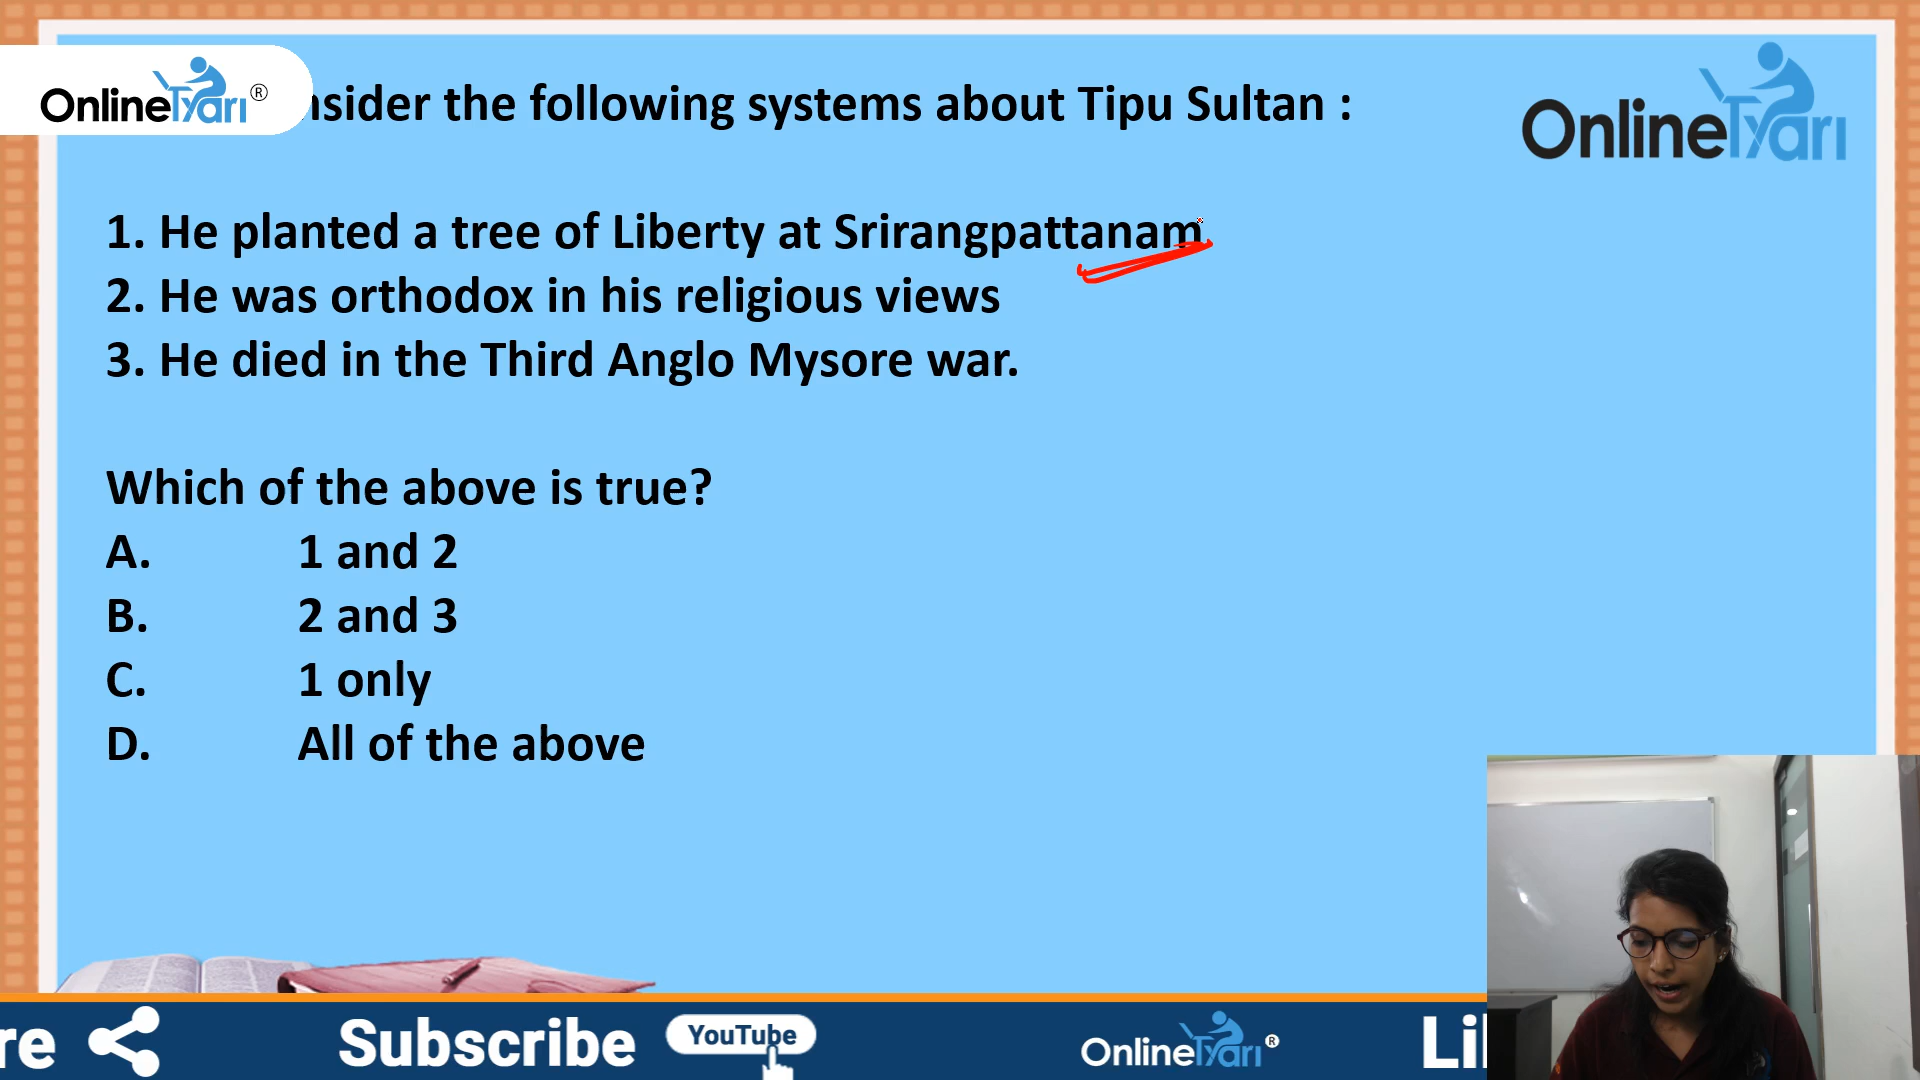 OnlineTyari®
nsider the following systems about Tipu Sultan :
OnlineTyari
1. He planted a tree of Liberty at Srirangpattanam.
2. He was orthodox in his religious views
3. He died in the Third Anglo Mysore war.
Which of the above is true?
A. 1 and 2
B. 2 and 3
C. 1 only
D. All of the above
re
Subscribe
YouTube
OnlineTyari®
Li